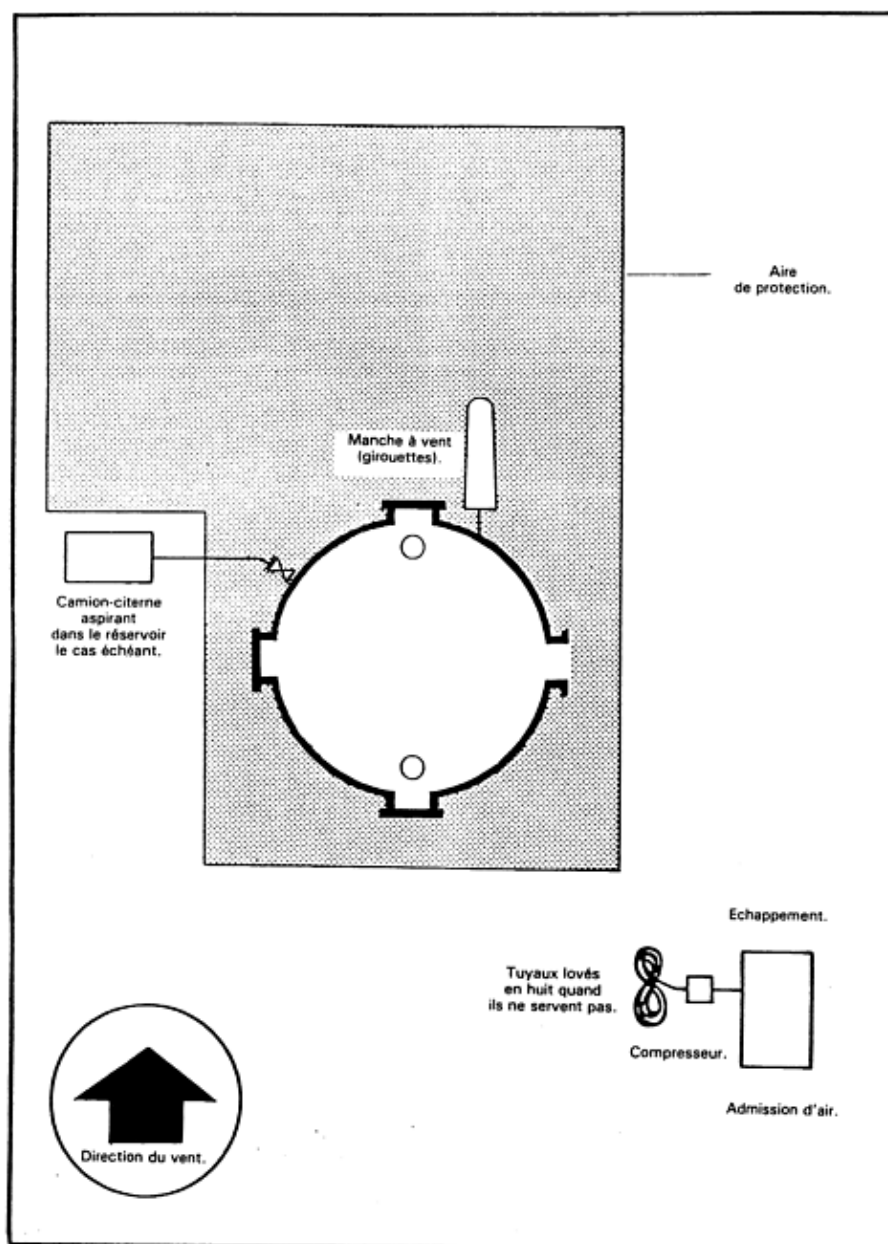 Aire
de protection.
Manche à vent
(girouettes).
Camion-citerne
aspirant
dans le réservoir
le cas échéant.
Echappement.
Tuyaux lovés
en huit quand
ils ne servent pas.
Compresseur.
Admission d'air.
Direction du vent.